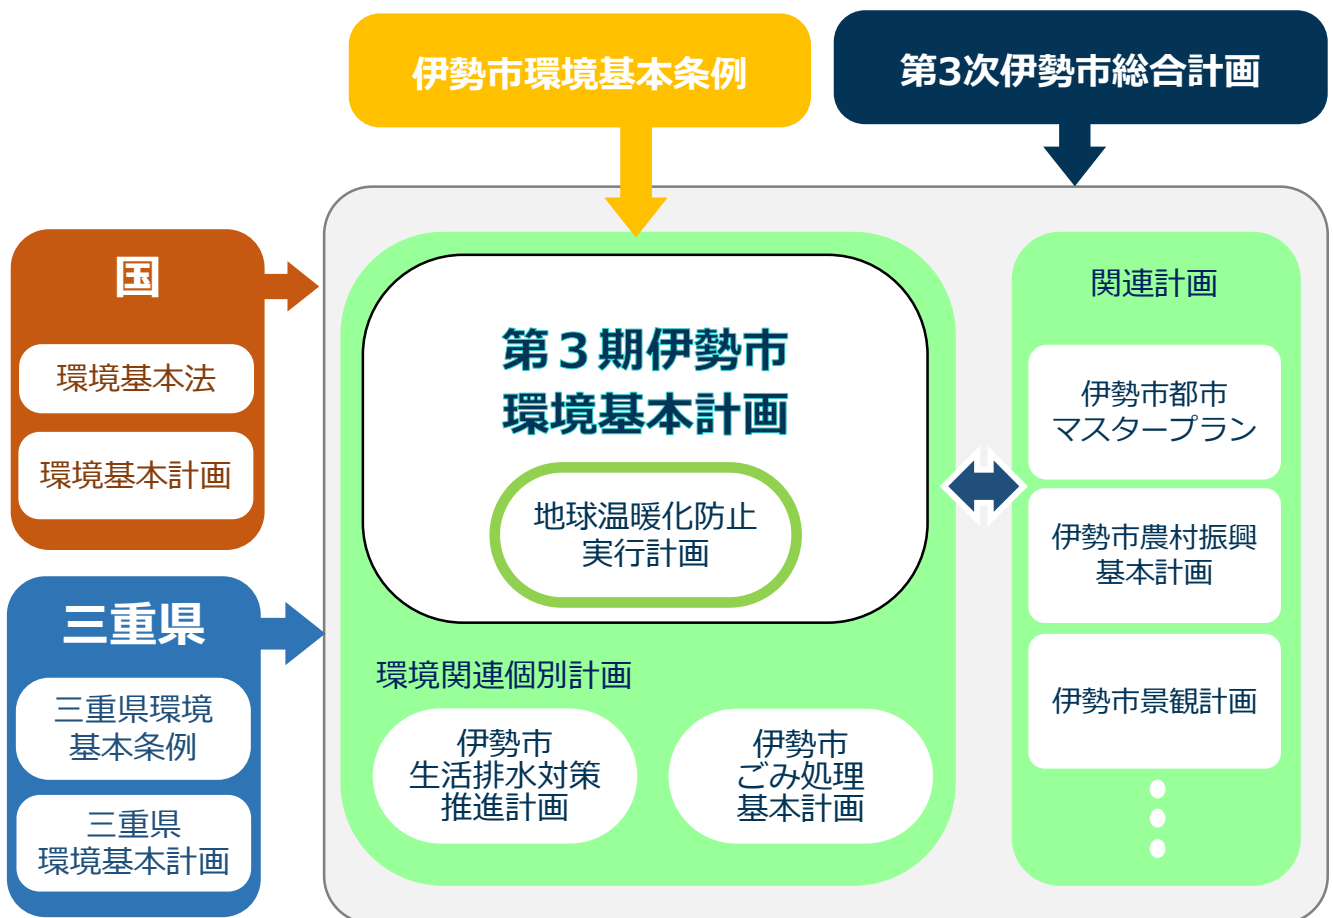 伊勢市環境基本条例
第3次伊勢市総合計画
国
環境基本法
環境基本計画
三重県
三重県環境
基本条例
三重県
環境基本計画
第３期伊勢市
環境基本計画
地球温暖化防止
実行計画
環境関連個別計画
伊勢市
生活排水対策
推進計画
伊勢市
ごみ処理
基本計画
関連計画
伊勢市都市
マスタープラン
伊勢市農村振興
基本計画
伊勢市景観計画